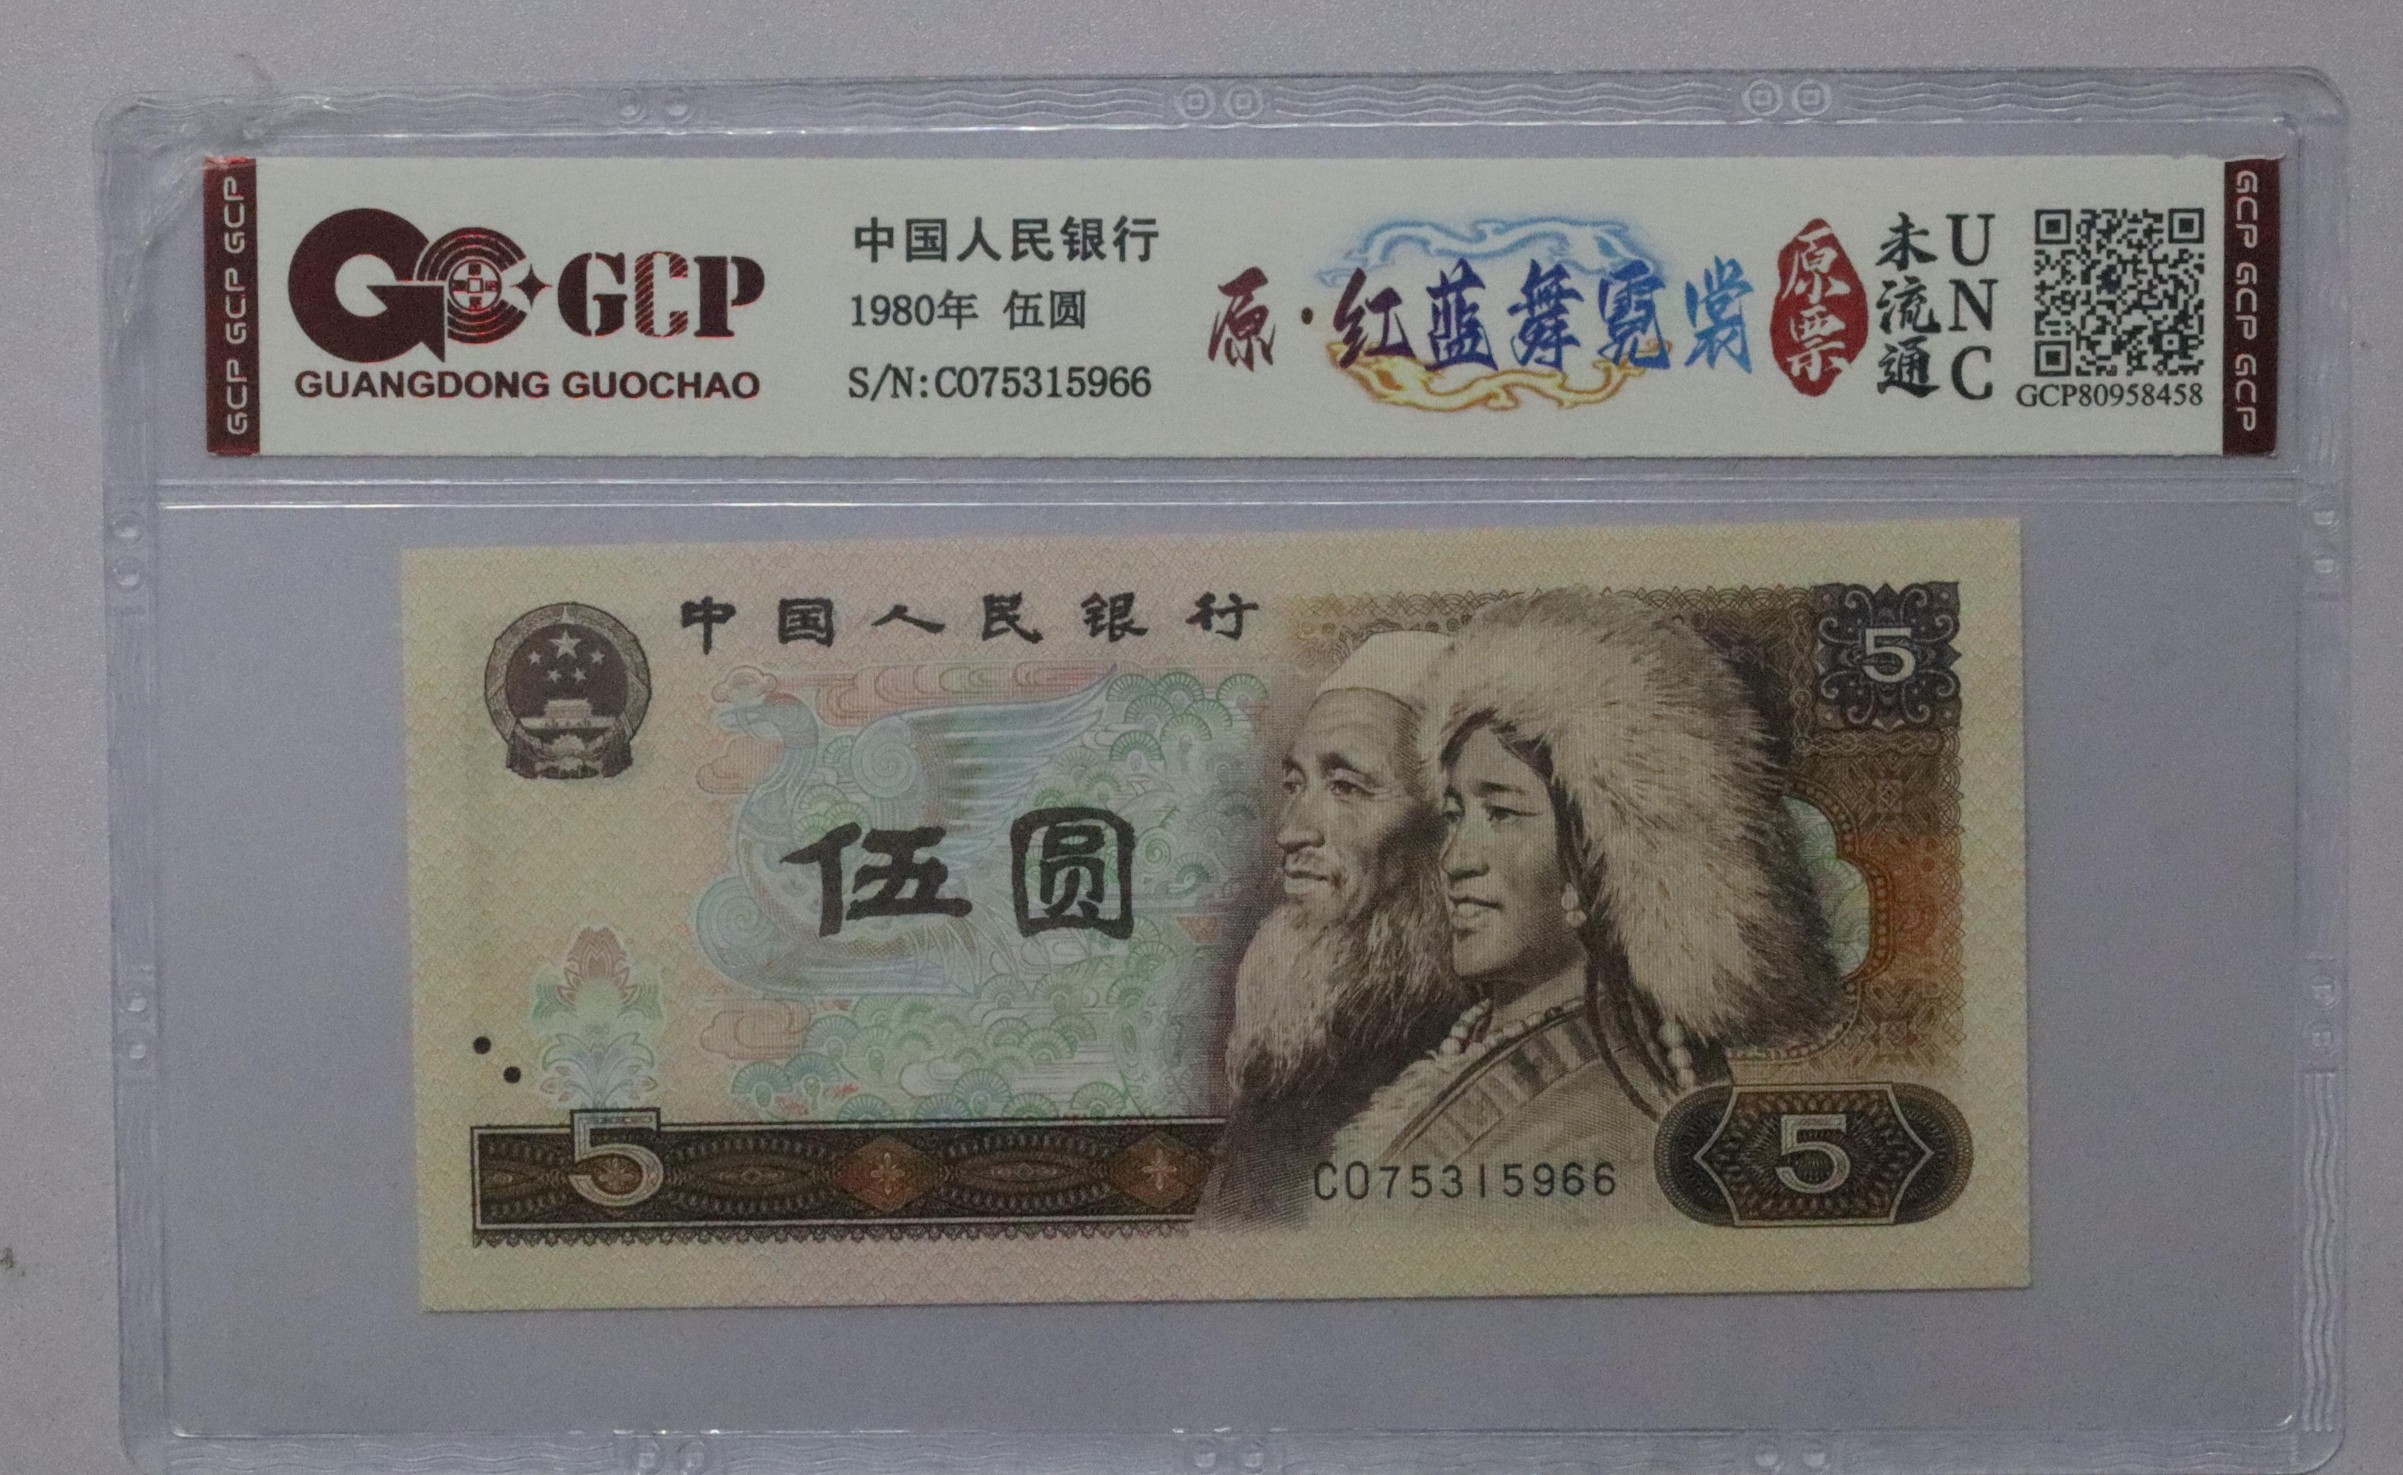 GCP GCP GCP
GCP
GUANGDONG GUOCHAO
中国人民银行
1980年 伍圆
S/N:CO75315966
原·红蓝舞霓裳
原票
未流通
UNC
GCP80958458
GCP GCP GCP
中国人民银行
5
伍圆
5
CO75315966
5